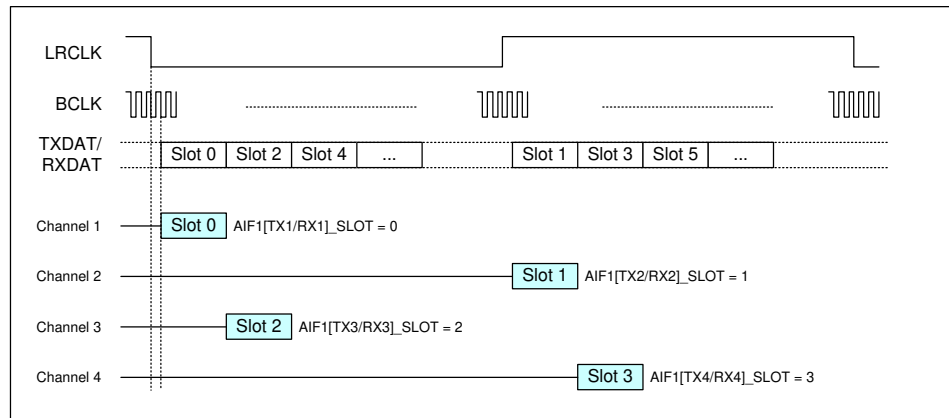 LRCLK
BCLK
TXDAT/
RXDAT
Slot 0 Slot 2 Slot 4 ... Slot 1 Slot 3 Slot 5 ...
Channel 1 Slot 0 AIF1[TX1/RX1]_SLOT = 0
Channel 2 Slot 1 AIF1[TX2/RX2]_SLOT = 1
Channel 3 Slot 2 AIF1[TX3/RX3]_SLOT = 2
Channel 4 Slot 3 AIF1[TX4/RX4]_SLOT = 3